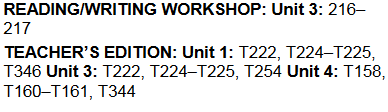 READING/WRITING WORKSHOP: Unit 3: 216–
217
TEACHER'S EDITION: Unit 1: T222, T224–T225,
T346 Unit 3: T222, T224–T225, T254 Unit 4: T158,
T160–T161, T344